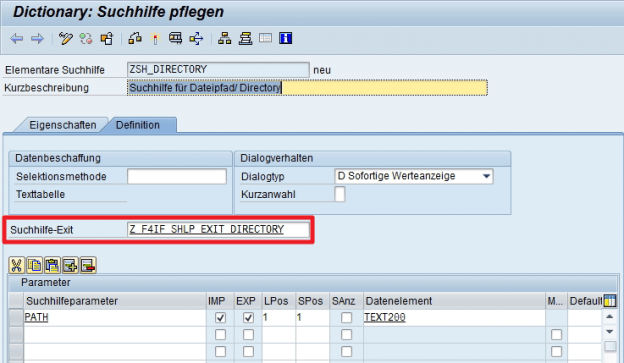 Dictionary: Suchhilfe pflegen
Elementare Suchhilfe ZSH_DIRECTORY neu
Kurzbeschreibung Suchhilfe für Dateipfad/ Directory
Eigenschaften Definition
Datenbeschaffung Dialogverhalten
Selektionsmethode Dialogtyp D Sofortige Werteanzeige
Texttabelle Kurzanwahl
Suchhilfe-Exit Z_F4IF_SHLP_EXIT_DIRECTORY
Parameter
Suchhilfeparameter IMP EXP LPos SPos SAnz Datenelement M... Default
PATH 1 1 TEXT200